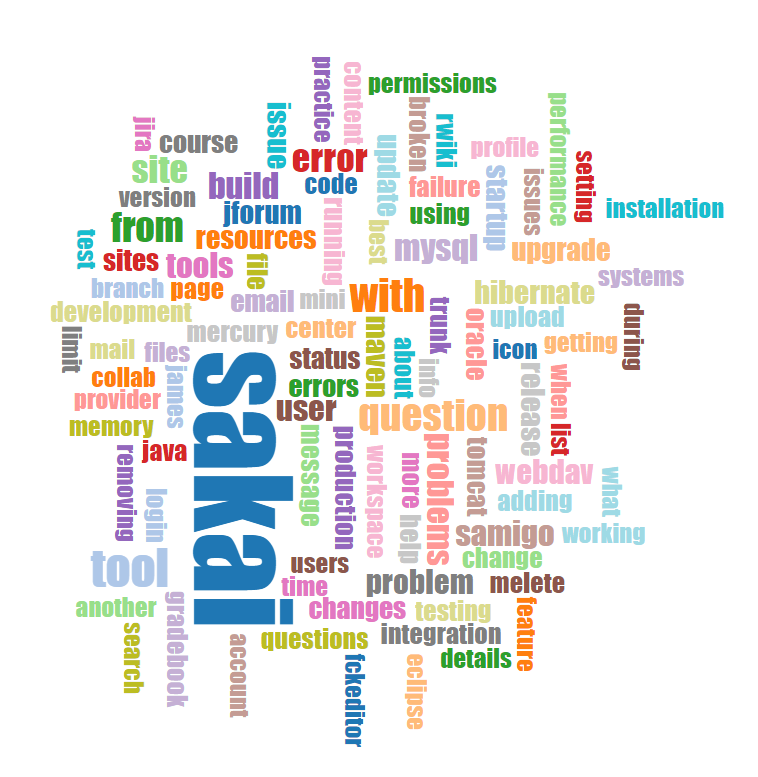 practice
content
permissions
issue
broken
rwiki
performance
jira
course
error
update
profile
site
build
code
failure
startup
issues
setting
version
jforum
running
using
installation
from
resources
best
mysql
upgrade
test
sites
tools
file
branch
page
email
mini
with
hibernate
systems
development
mercury
center
maven
trunk
oracle
upload
during
limit
mail
files
status
about
icon
getting
collab
james
errors
info
release
when
provider
sakai
user
question
memory
list
removing
java
message
production
workspace
more
problems
tomcat
webdav
what
login
help
adding
samigo
working
tool
users
problem
change
melete
time
another
gradebook
changes
testing
feature
search
account
questions
integration
details
fckeditor
eclipse